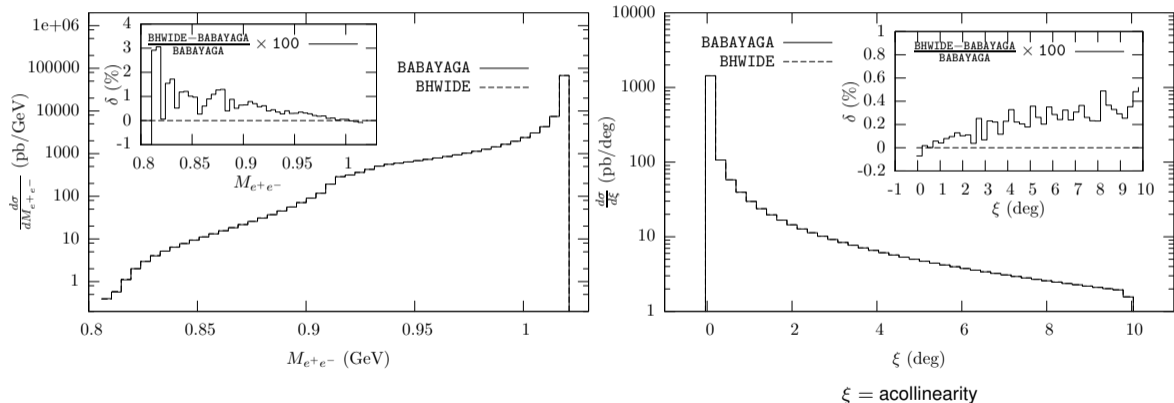 1e+06
100000
10000
1000
100
10
1
dσ/dM_{e+e−} (pb/GeV)
0.8 0.85 0.9 0.95 1
M_{e+e−} (GeV)
BABAYAGA
BHWIDE
BHWIDE−BABAYAGA/BABAYAGA × 100
δ (%)
4
3
2
1
0
-1
0.8 0.85 0.9 0.95 1
M_{e+e−}
10000
1000
100
10
1
dσ/dξ (pb/deg)
0 2 4 6 8 10
ξ (deg)
BABAYAGA
BHWIDE
BHWIDE−BABAYAGA/BABAYAGA × 100
δ (%)
1
0.8
0.6
0.4
0.2
0
-0.2
-1 0 1 2 3 4 5 6 7 8 9 10
ξ (deg)
ξ = acollinearity